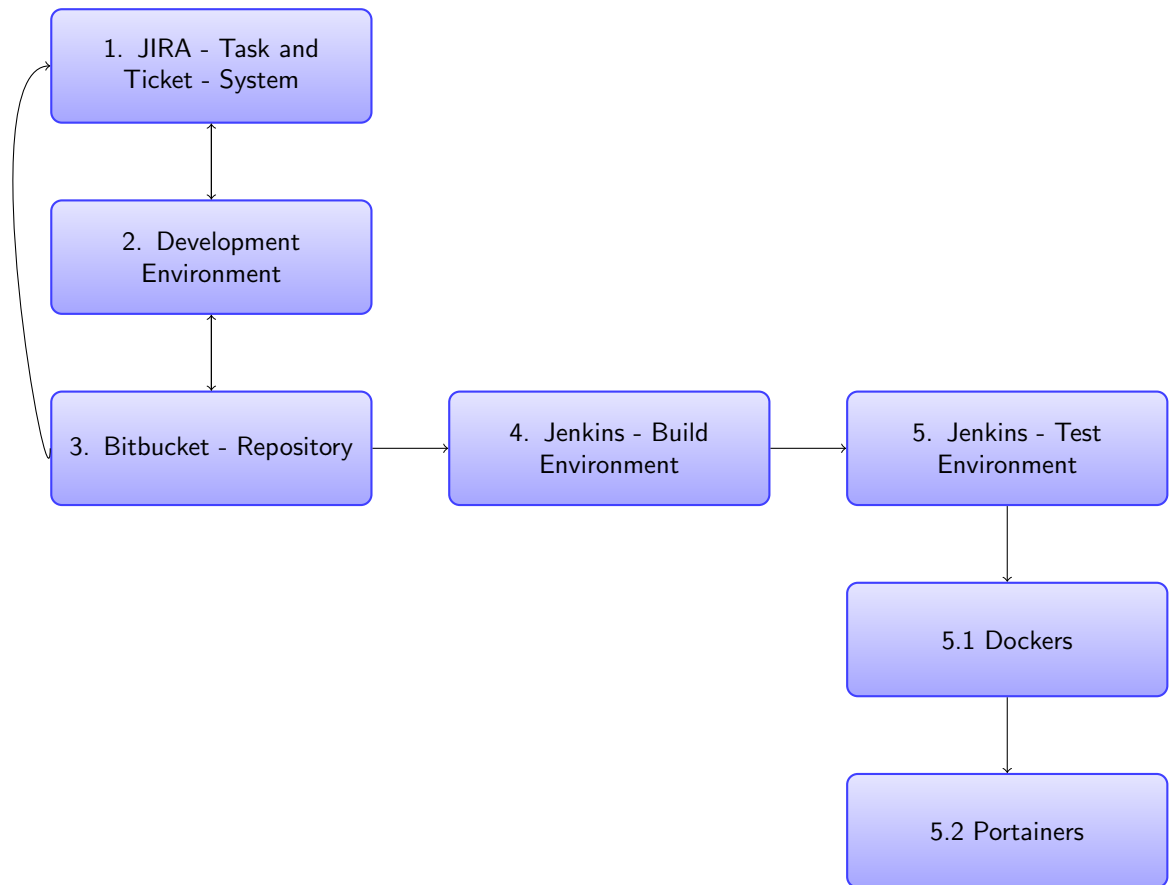 1. JIRA - Task and
Ticket - System
2. Development
Environment
3. Bitbucket - Repository
4. Jenkins - Build
Environment
5. Jenkins - Test
Environment
5.1 Dockers
5.2 Portainers